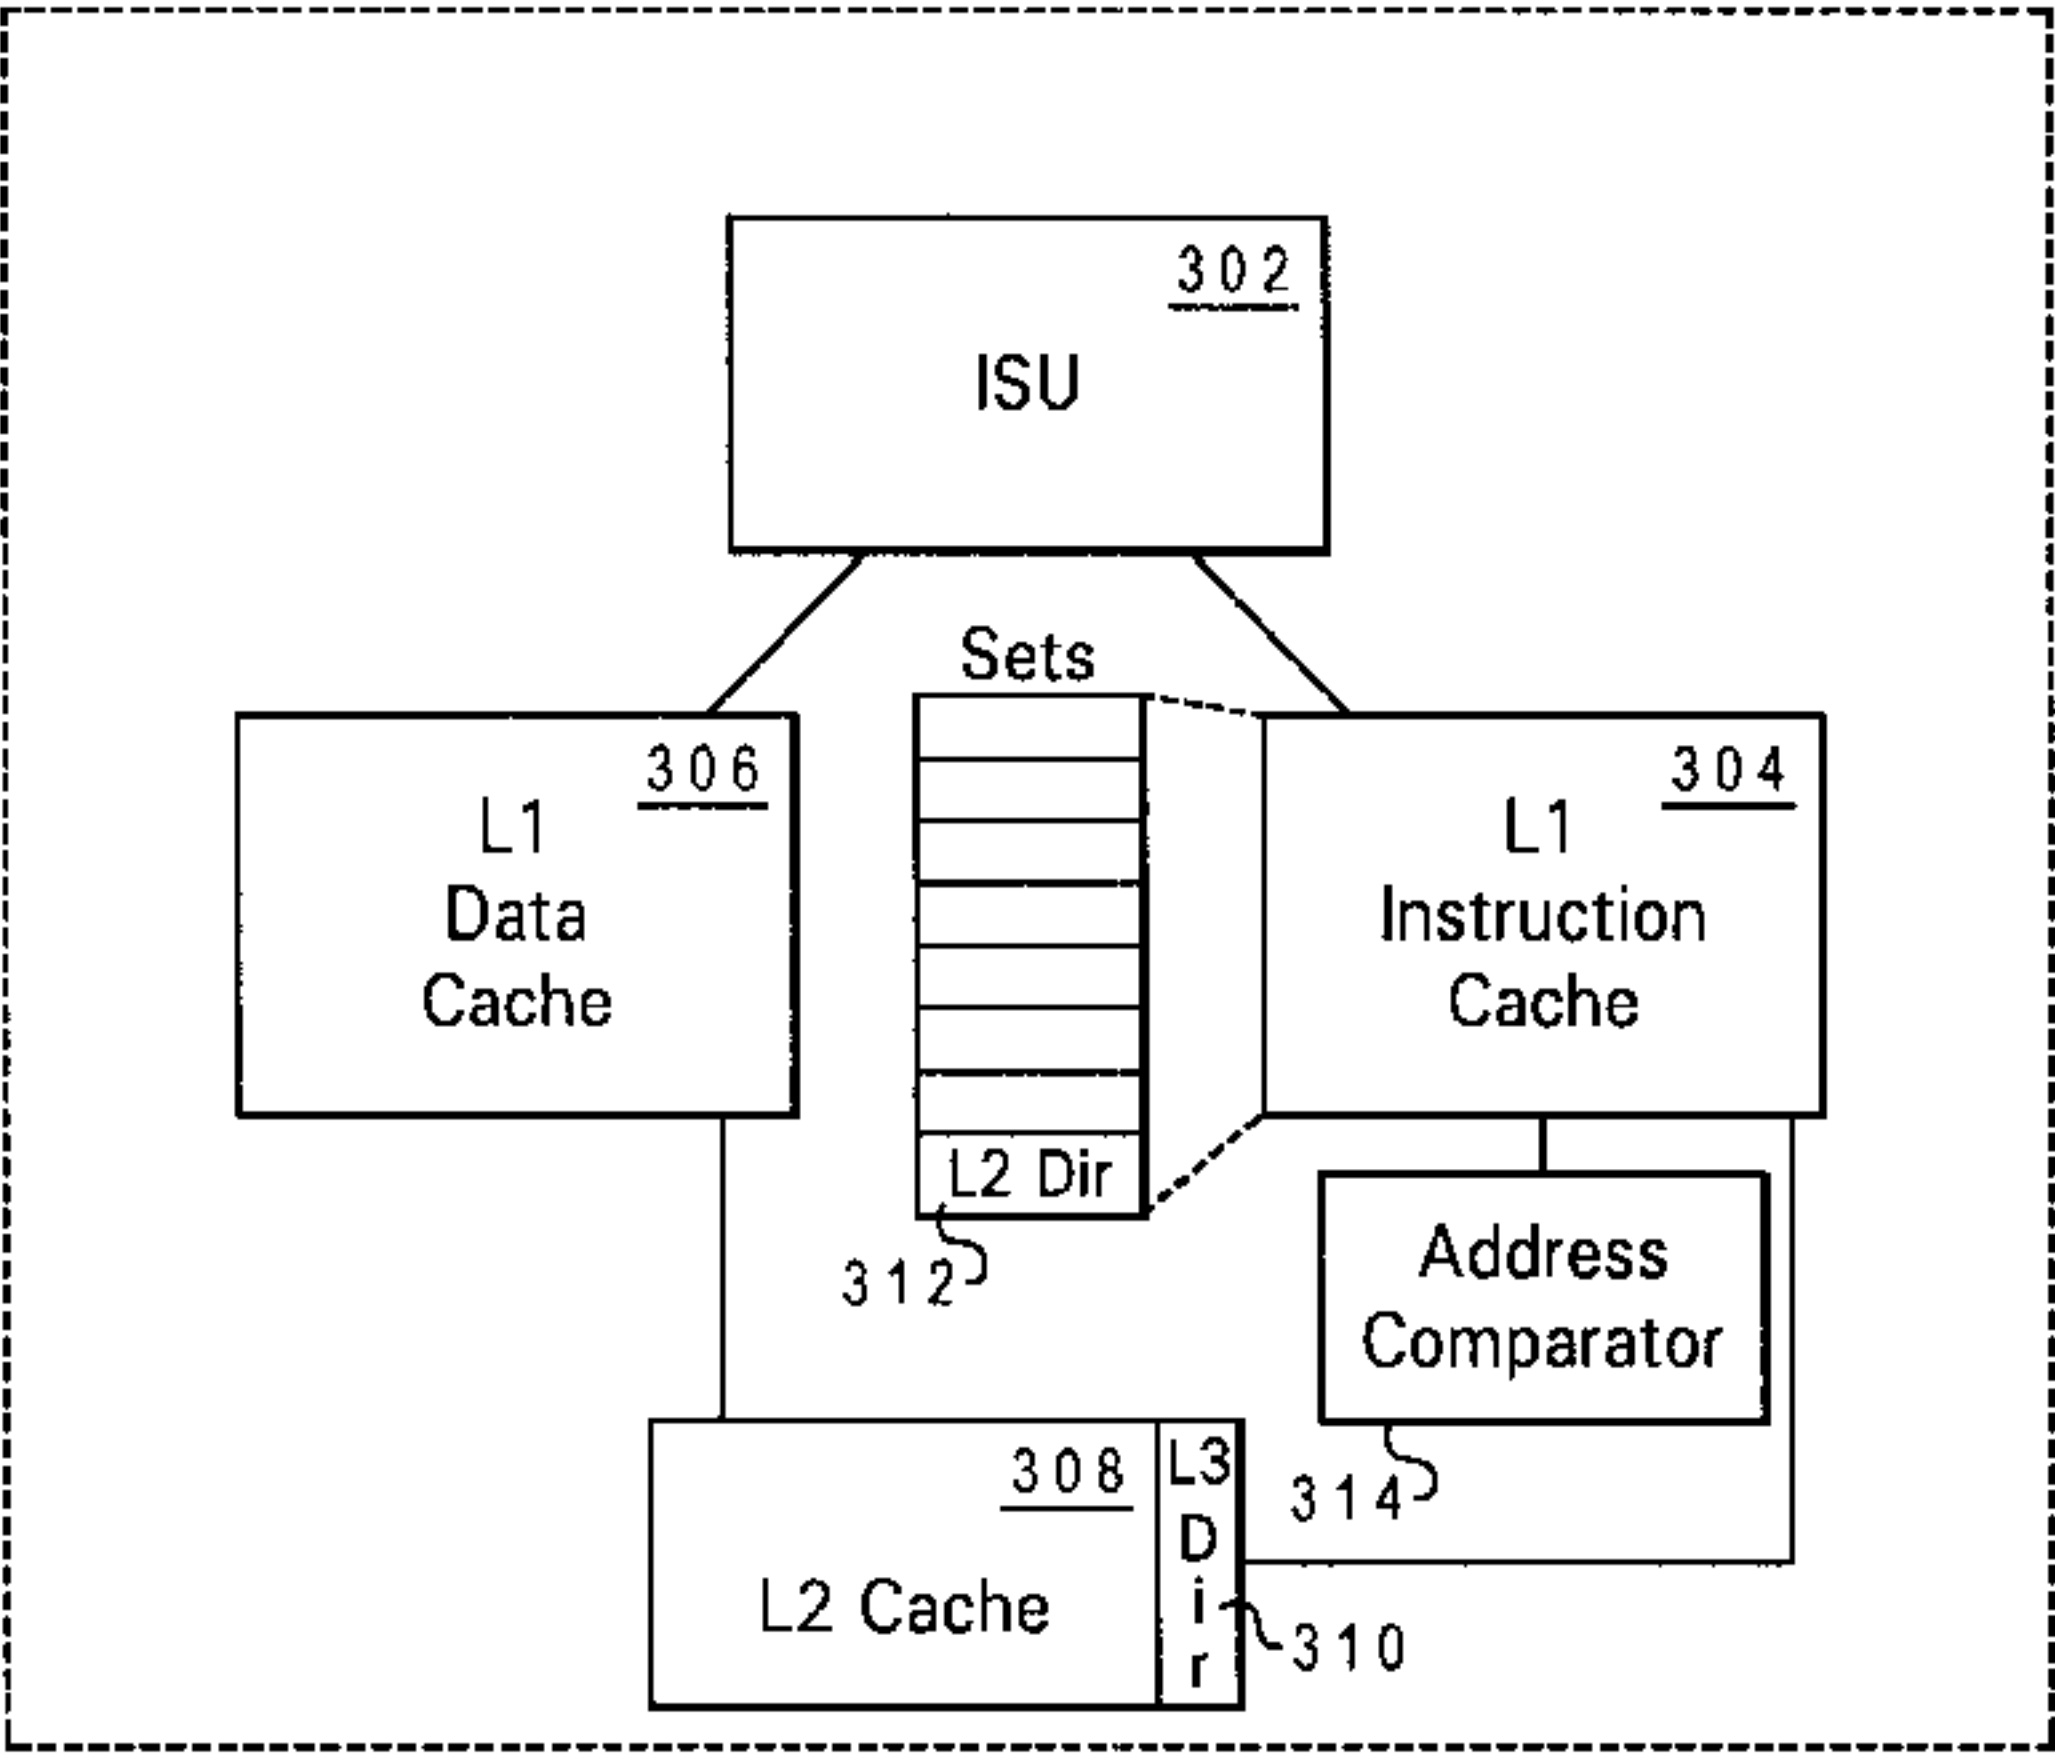 302
ISU
Sets
306
L1
Data
Cache
304
L1
Instruction
Cache
L2 Dir
312
Address
Comparator
314
308
L2 Cache
L3
D
i
r
310